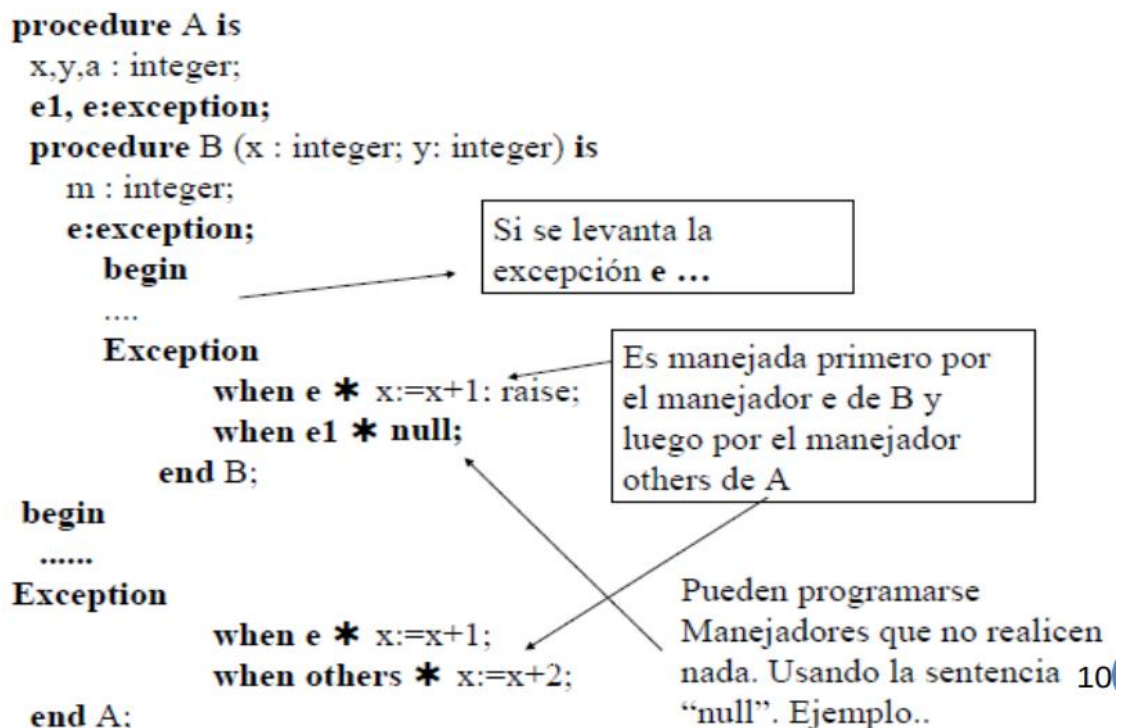 procedure A is
x,y,a : integer;
e1, e:exception;
procedure B (x : integer; y: integer) is
m : integer;
e:exception;
begin
....
Exception
when e * x:=x+1: raise;
when e1 * null;
end B;
begin
......
Exception
when e * x:=x+1;
when others * x:=x+2;
end A;
Si se levanta la
excepción e ...
Es manejada primero por
el manejador e de B y
luego por el manejador
others de A
Pueden programarse
Manejadores que no realicen
nada. Usando la sentencia
“null”. Ejemplo..
10